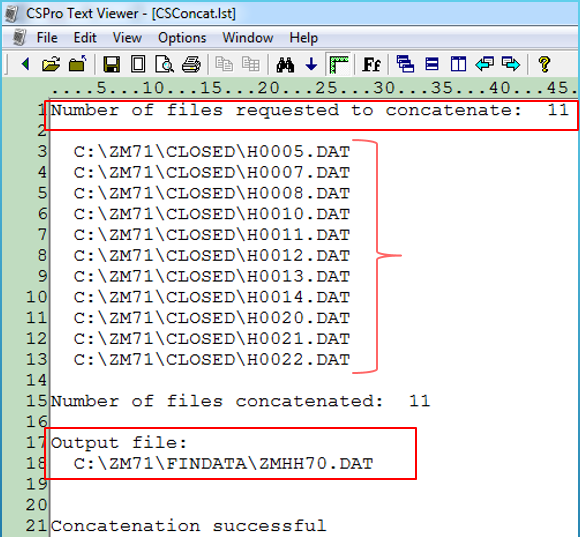 CSPro Text Viewer - [CSConcat.lst]
File Edit View Options Window Help
Ff ?
....5...10...15...20...25...30...35...40...45.
1 Number of files requested to concatenate: 11
2
3 C:\ZM71\CLOSED\H0005.DAT
4 C:\ZM71\CLOSED\H0007.DAT
5 C:\ZM71\CLOSED\H0008.DAT
6 C:\ZM71\CLOSED\H0010.DAT
7 C:\ZM71\CLOSED\H0011.DAT
8 C:\ZM71\CLOSED\H0012.DAT
9 C:\ZM71\CLOSED\H0013.DAT
10 C:\ZM71\CLOSED\H0014.DAT
11 C:\ZM71\CLOSED\H0020.DAT
12 C:\ZM71\CLOSED\H0021.DAT
13 C:\ZM71\CLOSED\H0022.DAT
14
15 Number of files concatenated: 11
16
17 Output file:
18 C:\ZM71\FINDATA\ZMHH70.DAT
19
20
21 Concatenation successful